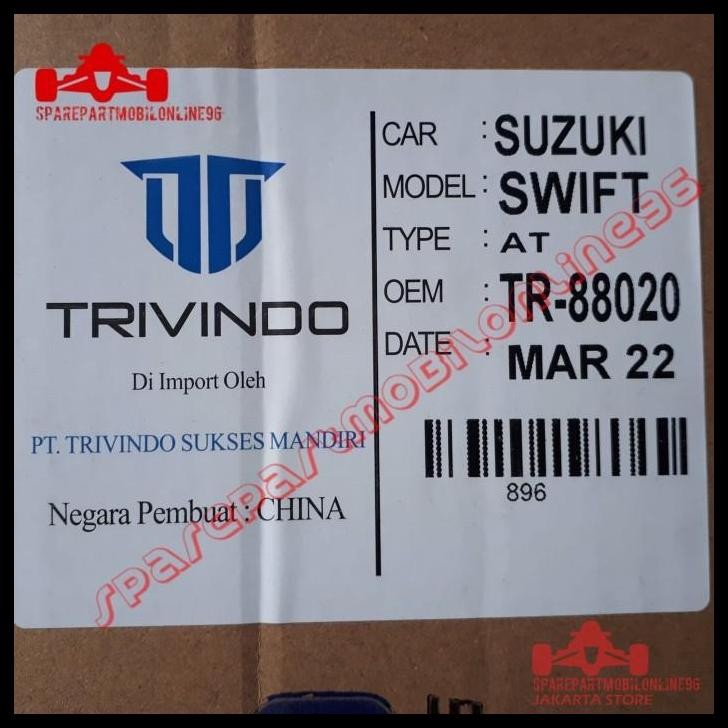 SPAREPARTMOBILONLINE96
TRIVINDO
Di Import Oleh
PT. TRIVINDO SUKSES MANDIRI
Negara Pembuat : CHINA
CAR : SUZUKI
MODEL : SWIFT
TYPE : AT
OEM : TR-88020
DATE : MAR 22
896
sparepartmobilonline96
SPAREPARTMOBILONLINE96
JAKARTA STORE